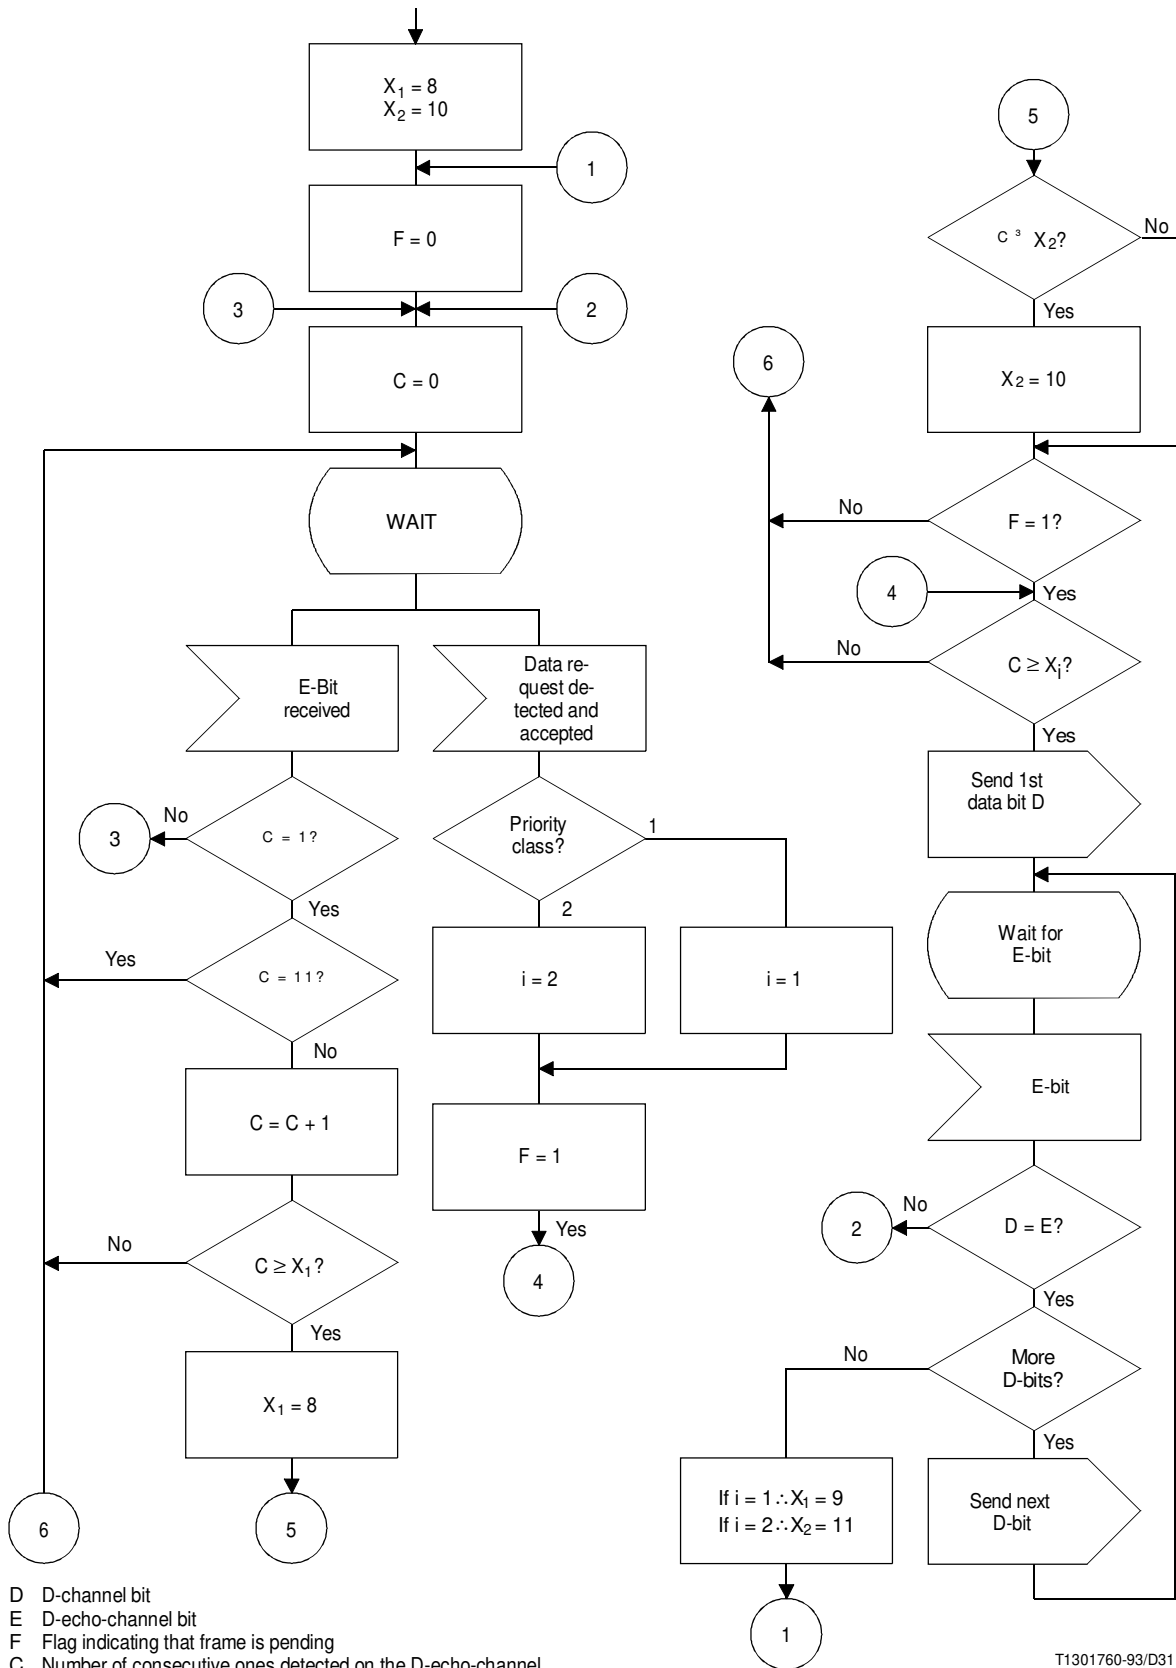 X1 = 8
X2 = 10
1
F = 0
3
2
C = 0
WAIT
E-Bit
received
Data re-
quest de-
tected and
accepted
No
3
C = 1?
Yes
Priority
class?
1
2
Yes
C = 11?
No
i = 2
i = 1
C = C + 1
F = 1
No
C ≥ X1?
Yes
Yes
4
X1 = 8
6
5
5
C ³ X2?
No
Yes
6
X2 = 10
No
F = 1?
4
Yes
No
C ≥ Xi?
Yes
Send 1st
data bit D
Wait for
E-bit
E-bit
2
No
D = E?
Yes
No
More
D-bits?
Yes
If i = 1 ∴ X1 = 9
If i = 2 ∴ X2 = 11
Send next
D-bit
1
D D-channel bit
E D-echo-channel bit
F Flag indicating that frame is pending
C Number of consecutive ones detected on the D-echo-channel
T1301760-93/D31